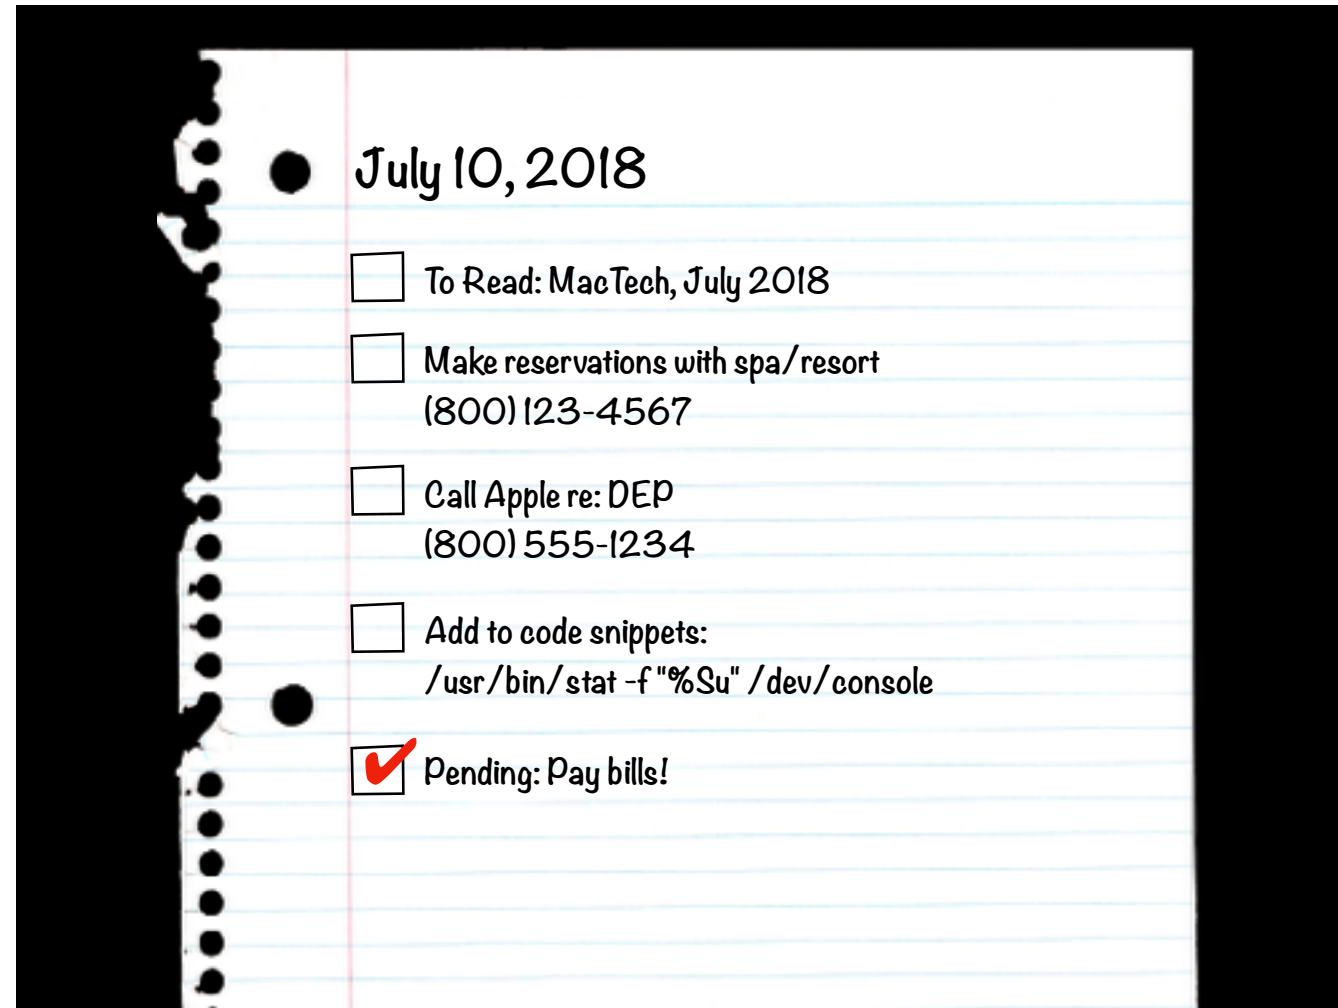 July 10, 2018
To Read: MacTech, July 2018
Make reservations with spa/resort
(800) 123-4567
Call Apple re: DEP
(800) 555-1234
Add to code snippets:
/usr/bin/stat -f "%Su" /dev/console
Pending: Pay bills!